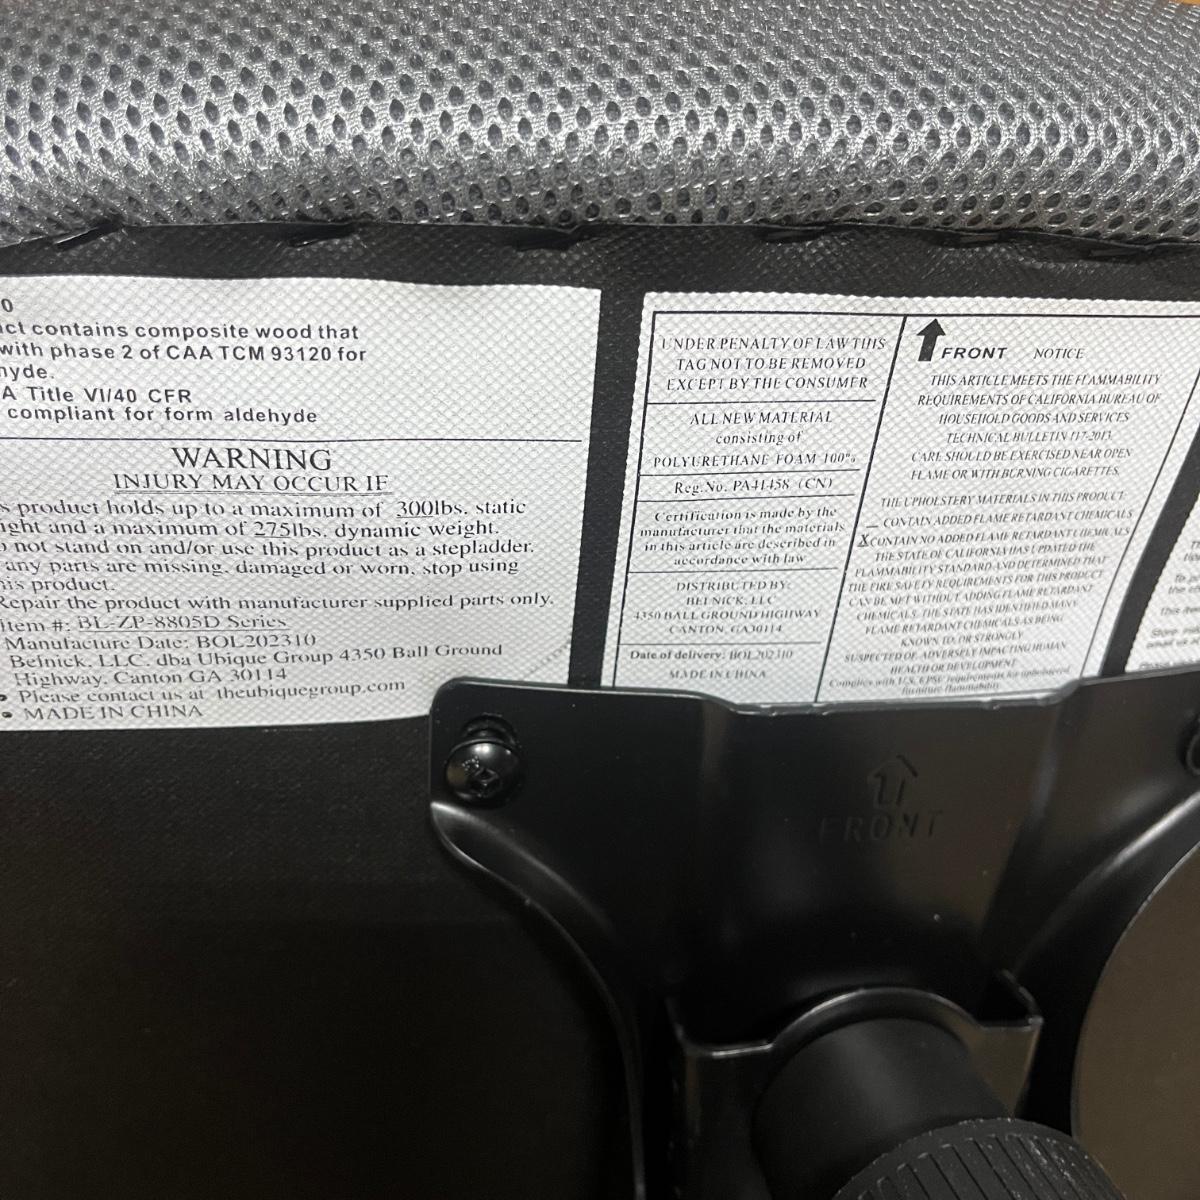 0
ct contains composite wood that
with phase 2 of CAA TCM 93120 for
hyde.
A Title VI/40 CFR
compliant for form aldehyde
WARNING
INJURY MAY OCCUR IF
s product holds up to a maximum of 300lbs. static
ight and a maximum of 275lbs. dynamic weight.
o not stand on and/or use this product as a stepladder.
any parts are missing, damaged or worn, stop using
his product.
Repair the product with manufacturer supplied parts only.
Item #: BL-ZP-8805D Series
Manufacture Date: BOL202310
Belnick, LLC. dba Ubique Group 4350 Ball Ground
Highway, Canton GA 30114
• Please contact us at theubiquegroup.com
• MADE IN CHINA
UNDER PENALTY OF LAW THIS
TAG NOT TO BE REMOVED
EXCEPT BY THE CONSUMER
ALL NEW MATERIAL
consisting of
POLYURETHANE FOAM 100%
Reg.No. PA41458 (CN)
Certification is made by the
manufacturer that the materials
in this article are described in
accordance with law
DISTRIBUTED BY:
BELNICK, LLC
4350 BALL GROUND HIGHWAY
CANTON, GA30114
Date of delivery: BOL202310
MADE IN CHINA
FRONT NOTICE
THIS ARTICLE MEETS THE FLAMMABILITY
REQUIREMENTS OF CALIFORNIA BUREAU OF
HOUSEHOLD GOODS AND SERVICES
TECHNICAL BULLETIN 117-2013.
CARE SHOULD BE EXERCISED NEAR OPEN
FLAME OR WITH BURNING CIGARETTES.
THE UPHOLSTERY MATERIALS IN THIS PRODUCT:
_ CONTAIN ADDED FLAME RETARDANT CHEMICALS
X CONTAIN NO ADDED FLAME RETARDANT CHEMICALS
THE STATE OF CALIFORNIA HAS UPDATED THE
FLAMMABILITY STANDARD AND DETERMINED THAT
THE FIRE SAFETY REQUIREMENTS FOR THIS PRODUCT
CAN BE MET WITHOUT ADDING FLAME RETARDANT
CHEMICALS. THE STATE HAS IDENTIFIED MANY
FLAME RETARDANT CHEMICALS AS BEING
KNOWN TO, OR STRONGLY
SUSPECTED OF, ADVERSELY IMPACTING HUMAN
HEALTH OR DEVELOPMENT
Complies with U.S. CPSC requirements for upholstered
furniture flammability
FRONT